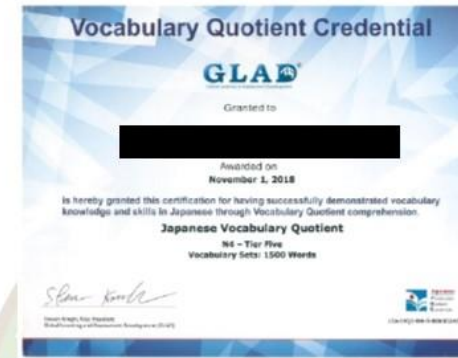 Vocabulary Quotient Credential
GLAD
Granted to
Awarded on
November 1, 2018
is hereby granted this certification for having successfully demonstrated vocabulary
knowledge and skills in Japanese through Vocabulary Quotient comprehension.
Japanese Vocabulary Quotient
N4 – Tier Five
Vocabulary Sets: 1500 Words